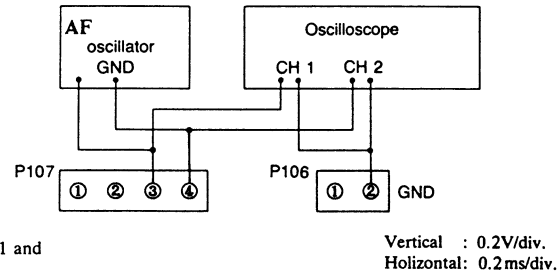 AF
oscillator
GND
Oscilloscope
CH 1 CH 2
P107
① ② ③ ④
P106
① ② GND
1 and
Vertical : 0.2V/div.
Holizontal: 0.2ms/div.